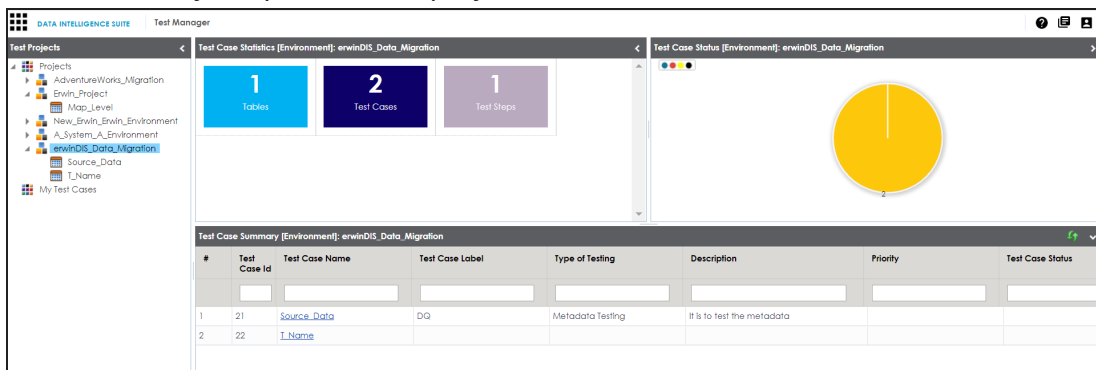 DATA INTELLIGENCE SUITE Test Manager
Test Projects
Projects
AdventureWorks_Migration
Erwin_Project
Map_Level
New_Erwin_Erwin_Environment
A_System_A_Environment
erwinDIS_Data_Migration
Source_Data
T_Name
My Test Cases
Test Case Statistics [Environment]: erwinDIS_Data_Migration
1
Tables
2
Test Cases
1
Test Steps
Test Case Status [Environment]: erwinDIS_Data_Migration
2
Test Case Summary [Environment]: erwinDIS_Data_Migration
# Test Case Id Test Case Name Test Case Label Type of Testing Description Priority Test Case Status
1 21 Source_Data DQ Metadata Testing It is to test the metadata
2 22 T_Name